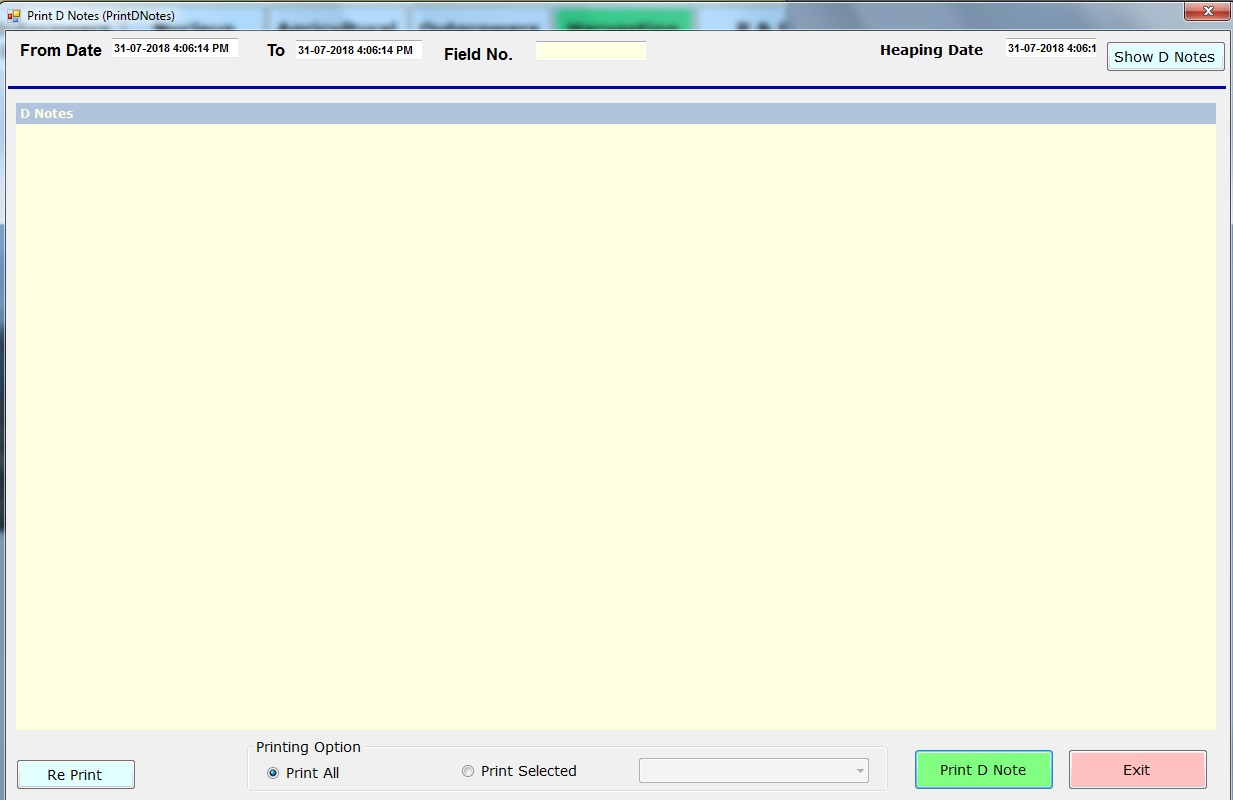 Print D Notes (PrintDNotes)
From Date 31-07-2018 4:06:14 PM To 31-07-2018 4:06:14 PM Field No. Heaping Date 31-07-2018 4:06:1 Show D Notes
D Notes
Printing Option
Re Print Print All Print Selected Print D Note Exit